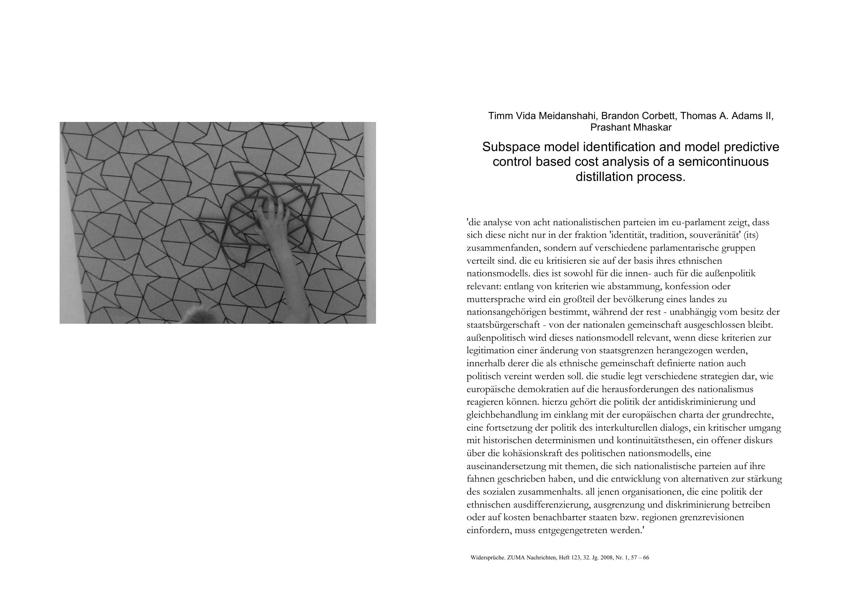 Timm Vida Meidanshahi, Brandon Corbett, Thomas A. Adams II,
Prashant Mhaskar
Subspace model identification and model predictive
control based cost analysis of a semicontinuous
distillation process.
'die analyse von acht nationalistischen parteien im eu-parlament zeigt, dass
sich diese nicht nur in der fraktion 'identität, tradition, souveränität' (its)
zusammenfanden, sondern auf verschiedene parlamentarische gruppen
verteilt sind. die eu kritisieren sie auf der basis ihres ethnischen
nationsmodells. dies ist sowohl für die innen- auch für die außenpolitik
relevant: entlang von kriterien wie abstammung, konfession oder
muttersprache wird ein großteil der bevölkerung eines landes zu
nationsangehörigen bestimmt, während der rest - unabhängig vom besitz der
staatsbürgerschaft - von der nationalen gemeinschaft ausgeschlossen bleibt.
außenpolitisch wird dieses nationsmodell relevant, wenn diese kriterien zur
legitimation einer änderung von staatsgrenzen herangezogen werden,
innerhalb derer die als ethnische gemeinschaft definierte nation auch
politisch vereint werden soll. die studie legt verschiedene strategien dar, wie
europäische demokratien auf die herausforderungen des nationalismus
reagieren können. hierzu gehört die politik der antidiskriminierung und
gleichbehandlung im einklang mit der europäischen charta der grundrechte,
eine fortsetzung der politik des interkulturellen dialogs, ein kritischer umgang
mit historischen determinismen und kontinuitätsthesen, ein offener diskurs
über die kohäsionskraft des politischen nationsmodells, eine
auseinandersetzung mit themen, die sich nationalistische parteien auf ihre
fahnen geschrieben haben, und die entwicklung von alternativen zur stärkung
des sozialen zusammenhalts. all jenen organisationen, die eine politik der
ethnischen ausdifferenzierung, ausgrenzung und diskriminierung betreiben
oder auf kosten benachbarter staaten bzw. regionen grenzrevisionen
einfordern, muss entgegengetreten werden.'
Widersprüche. ZUMA Nachrichten, Heft 123, 32. Jg. 2008, Nr. 1, 57 – 66